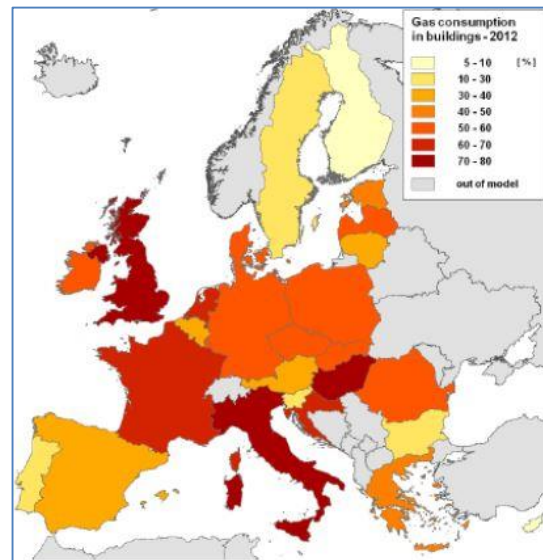 Gas consumption
in buildings - 2012
5 - 10 [%]
10 - 30
30 - 40
40 - 50
50 - 60
60 - 70
70 - 80
out of model